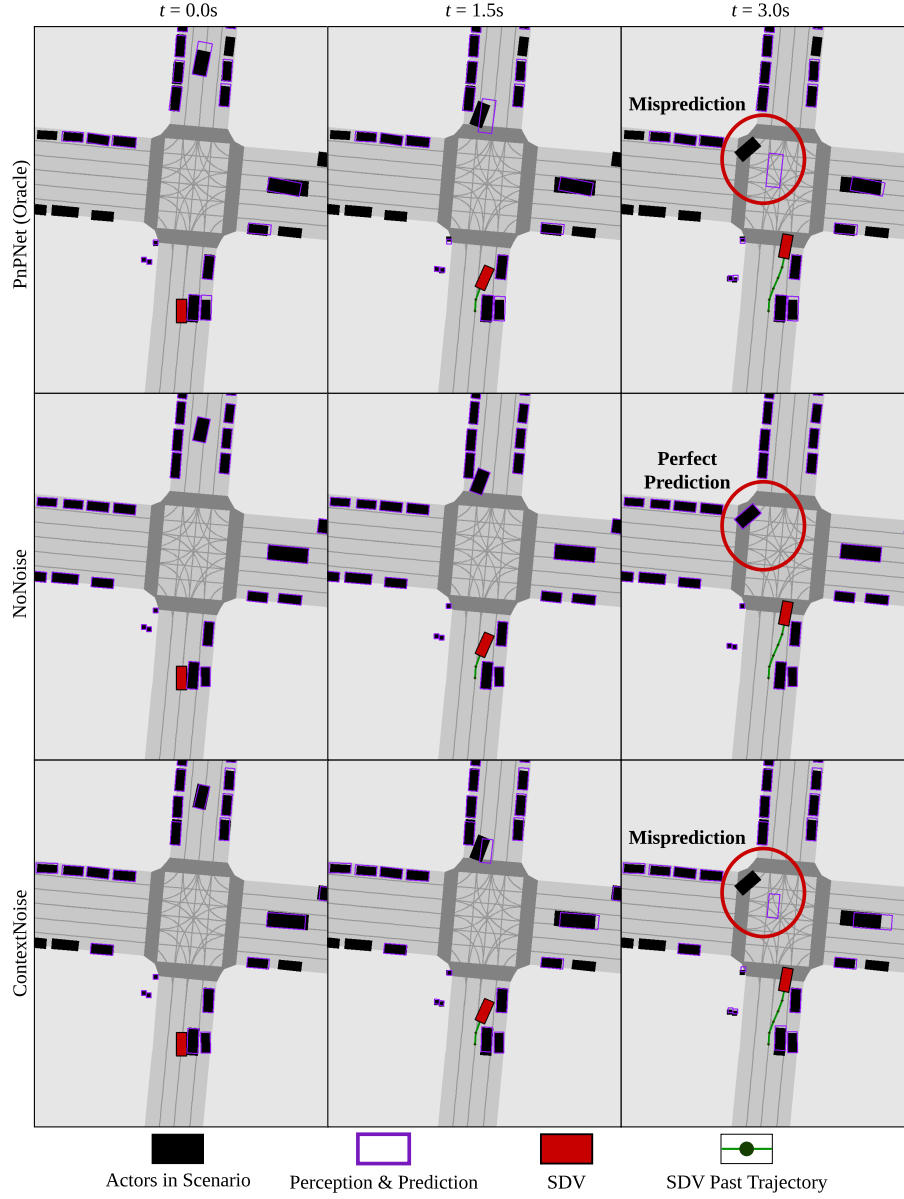 t = 0.0s
t = 1.5s
t = 3.0s
PnPNet (Oracle)
Misprediction
NoNoise
Perfect
Prediction
ContextNoise
Misprediction
Actors in Scenario
Perception & Prediction
SDV
SDV Past Trajectory